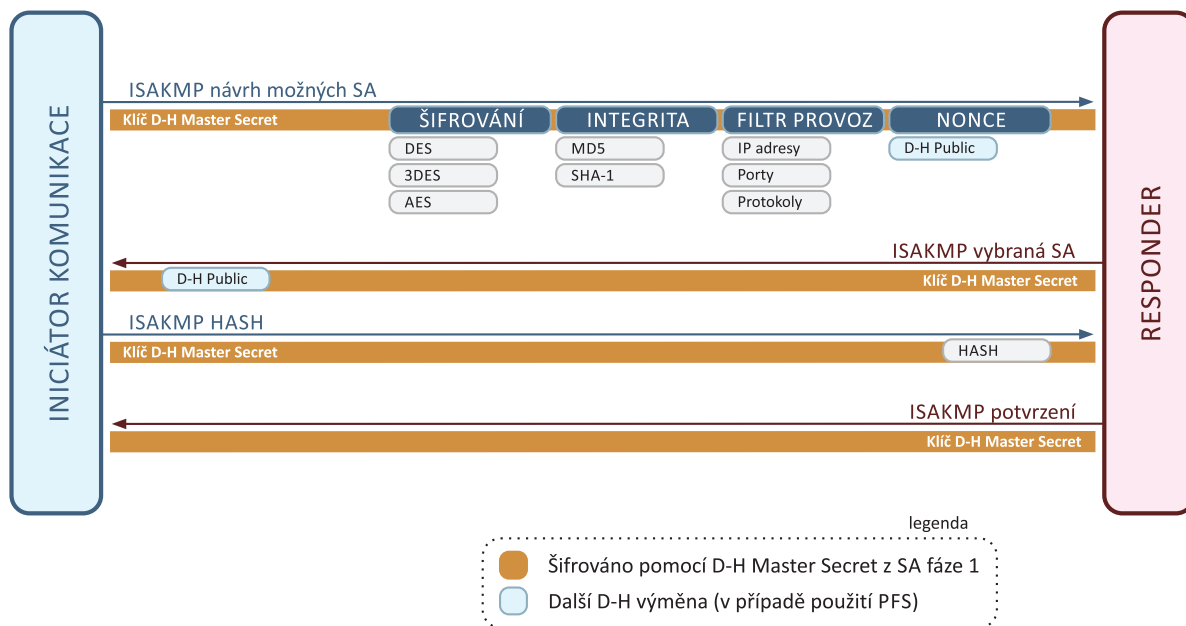 INICIÁTOR KOMUNIKACE
ISAKMP návrh možných SA
Klíč D-H Master Secret
ŠIFROVÁNÍ
DES
3DES
AES
INTEGRITA
MD5
SHA-1
FILTR PROVOZ
IP adresy
Porty
Protokoly
NONCE
D-H Public
ISAKMP vybraná SA
D-H Public
Klíč D-H Master Secret
ISAKMP HASH
Klíč D-H Master Secret
HASH
ISAKMP potvrzení
Klíč D-H Master Secret
RESPONDER
legenda
Šifrováno pomocí D-H Master Secret z SA fáze 1
Další D-H výměna (v případě použití PFS)